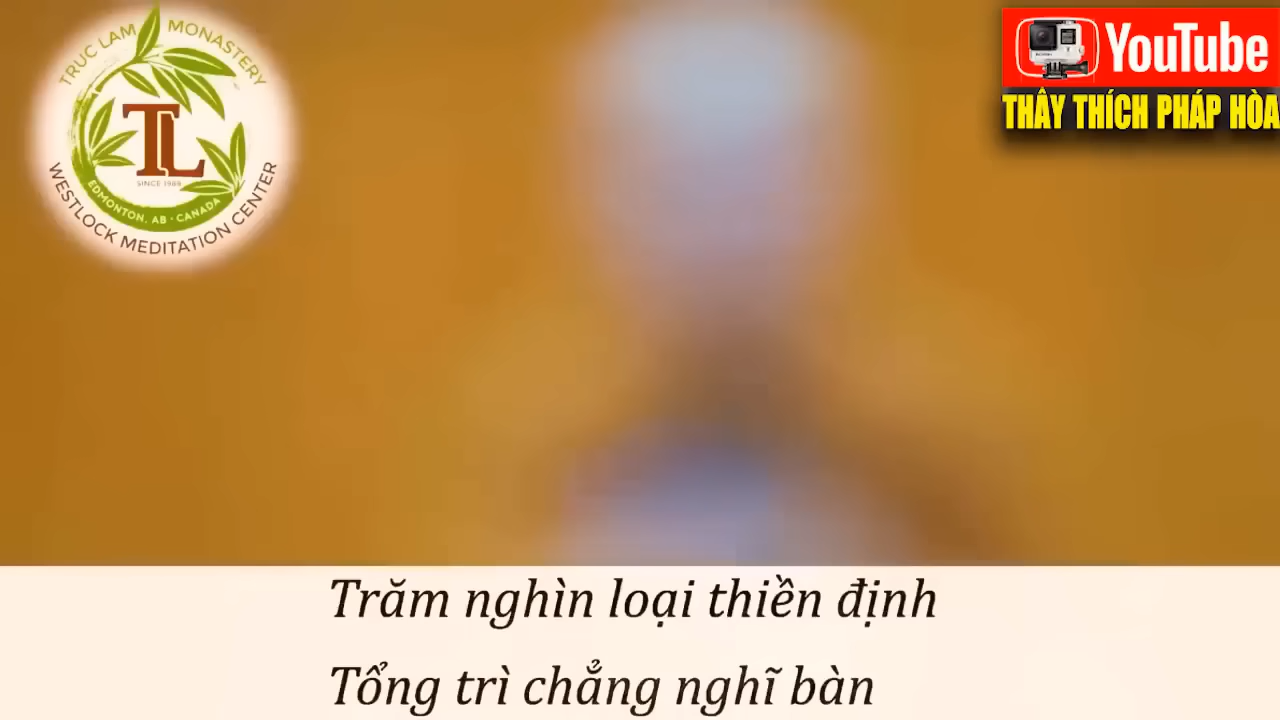 TRUC LAM MONASTERY
TL
SINCE 1989
EDMONTON, AB · CANADA
WESTLOCK MEDITATION CENTER
YouTube
THẦY THÍCH PHÁP HÒA
Trăm nghìn loại thiền định
Tổng trì chẳng nghĩ bàn